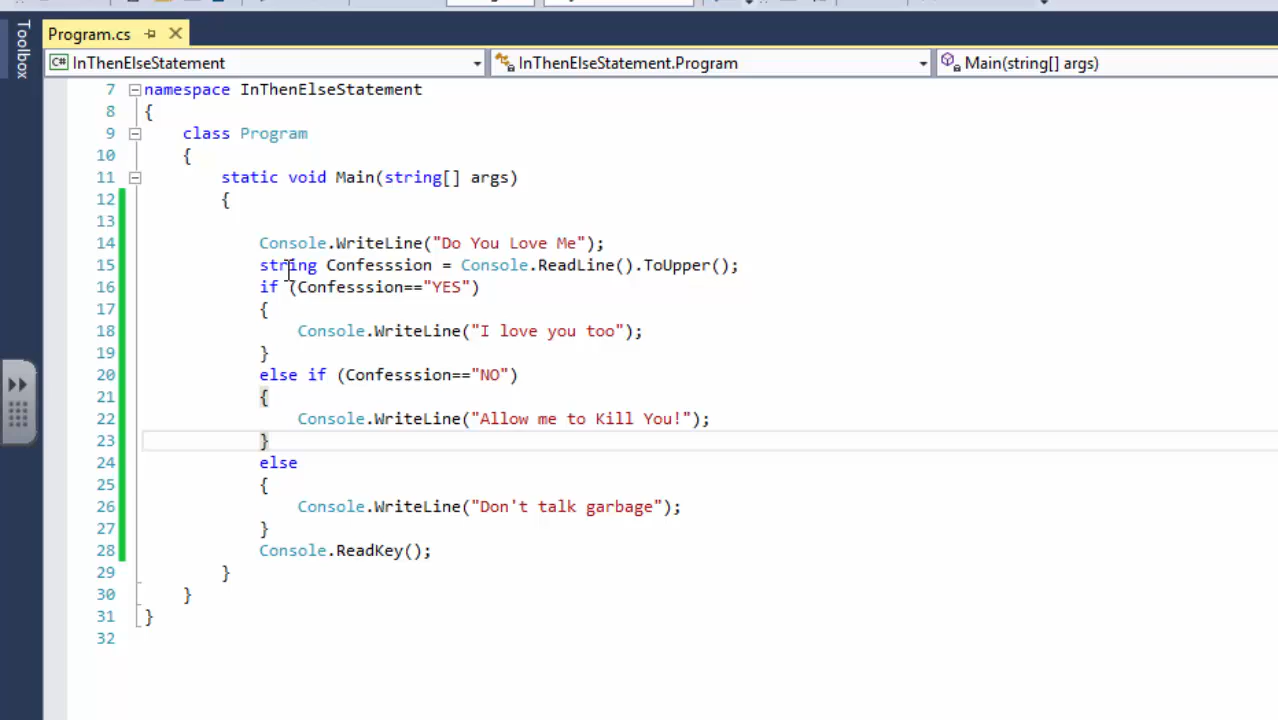 Toolbox
Program.cs
C# InThenElseStatement
InThenElseStatement.Program
Main(string[] args)
7 namespace InThenElseStatement
8 {
9 class Program
10 {
11 static void Main(string[] args)
12 {
13
14 Console.WriteLine("Do You Love Me");
15 string Confesssion = Console.ReadLine().ToUpper();
16 if (Confesssion=="YES")
17 {
18 Console.WriteLine("I love you too");
19 }
20 else if (Confesssion=="NO")
21 {
22 Console.WriteLine("Allow me to Kill You!");
23 }
24 else
25 {
26 Console.WriteLine("Don't talk garbage");
27 }
28 Console.ReadKey();
29 }
30 }
31 }
32